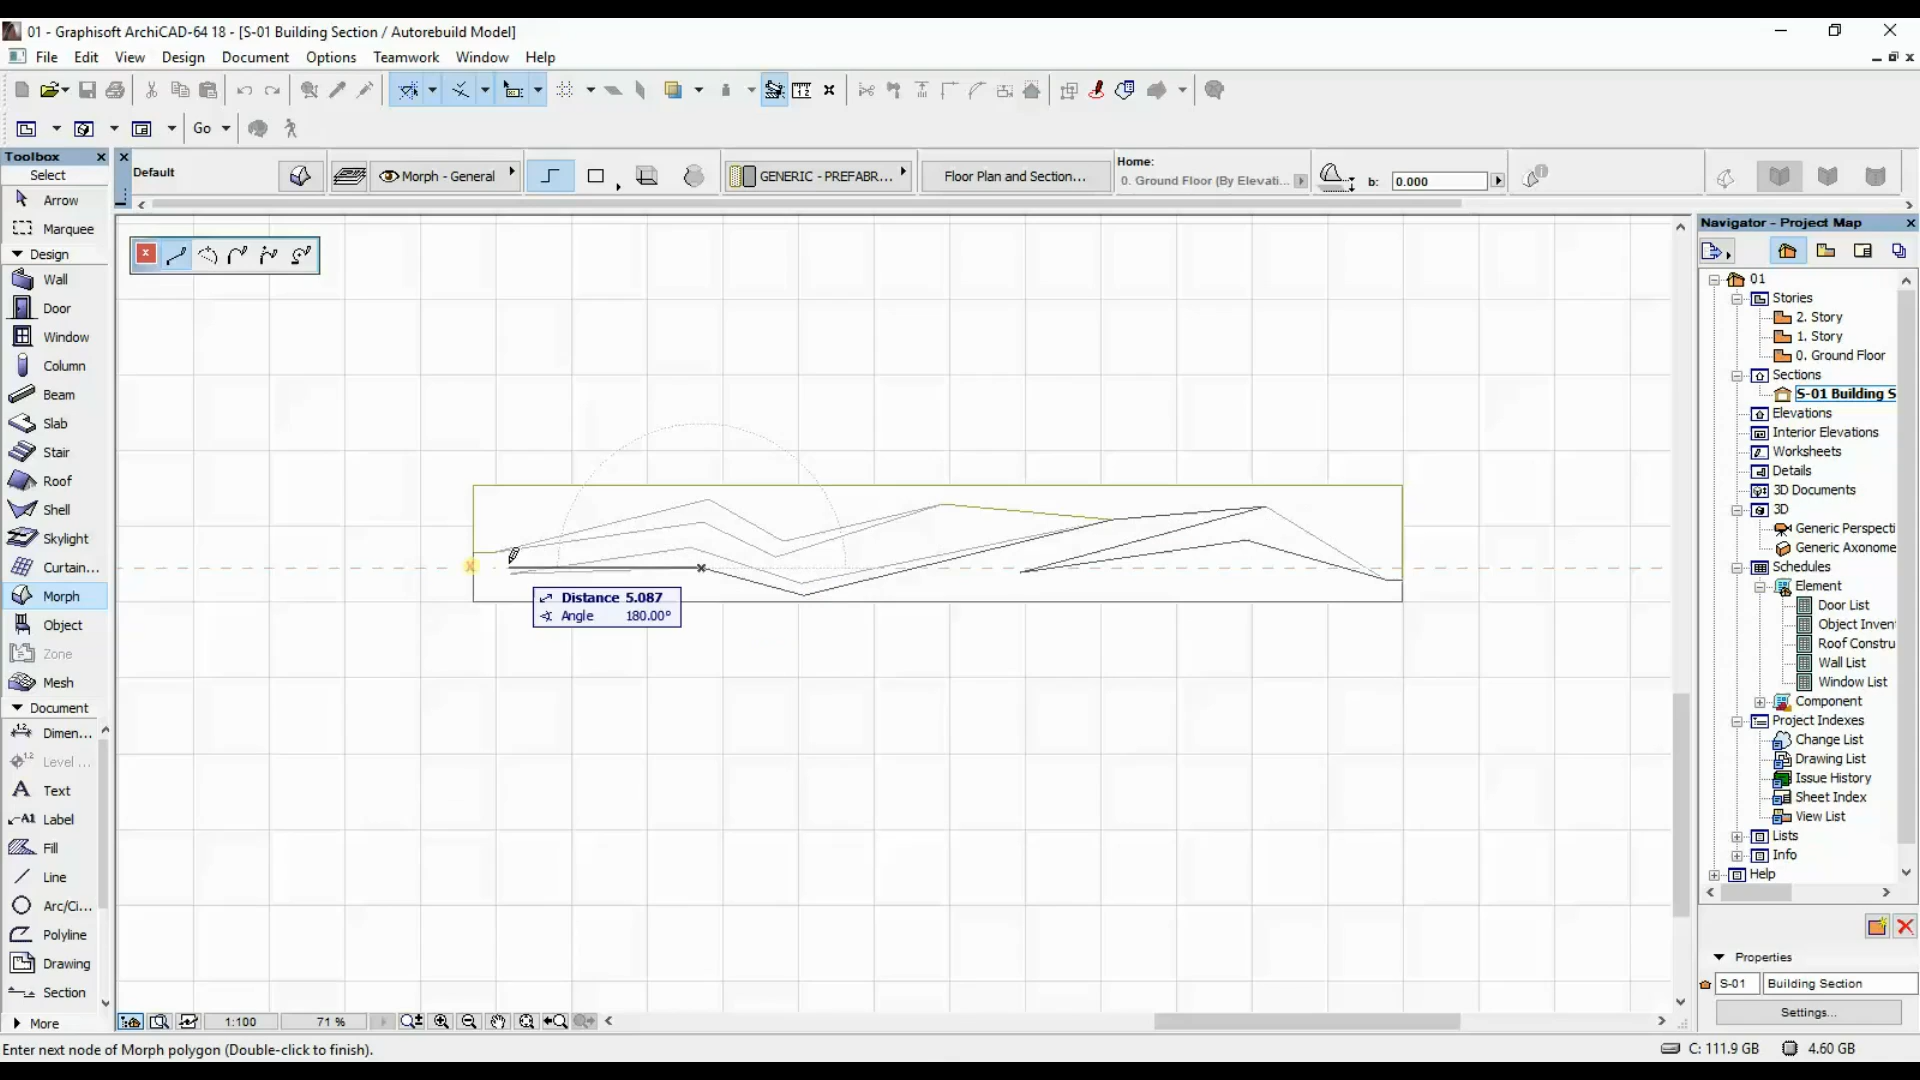 01 - Graphisoft ArchiCAD-64 18 - [S-01 Building Section / Autorebuild Model]
File Edit View Design Document Options Teamwork Window Help
Go
Toolbox
Select
Arrow
Marquee
Design
Wall
Door
Window
Column
Beam
Slab
Stair
Roof
Shell
Skylight
Curtain...
Morph
Object
Zone
Mesh
Document
Dimen...
Level ...
Text
Label
Fill
Line
Arc/Ci...
Polyline
Drawing
Section
More
Default
Morph - General
GENERIC - PREFABR...
Floor Plan and Section...
Home:
0. Ground Floor (By Elevati...
b: 0.000
Distance 5.087
Angle 180.00°
Navigator - Project Map
01
Stories
2. Story
1. Story
0. Ground Floor
Sections
S-01 Building S
Elevations
Interior Elevations
Worksheets
Details
3D Documents
3D
Generic Perspecti
Generic Axonome
Schedules
Element
Door List
Object Inven
Roof Constru
Wall List
Window List
Component
Project Indexes
Change List
Drawing List
Issue History
Sheet Index
View List
Lists
Info
Help
Properties
S-01 Building Section
Settings...
1:100 71 %
Enter next node of Morph polygon (Double-click to finish).
C: 111.9 GB 4.60 GB